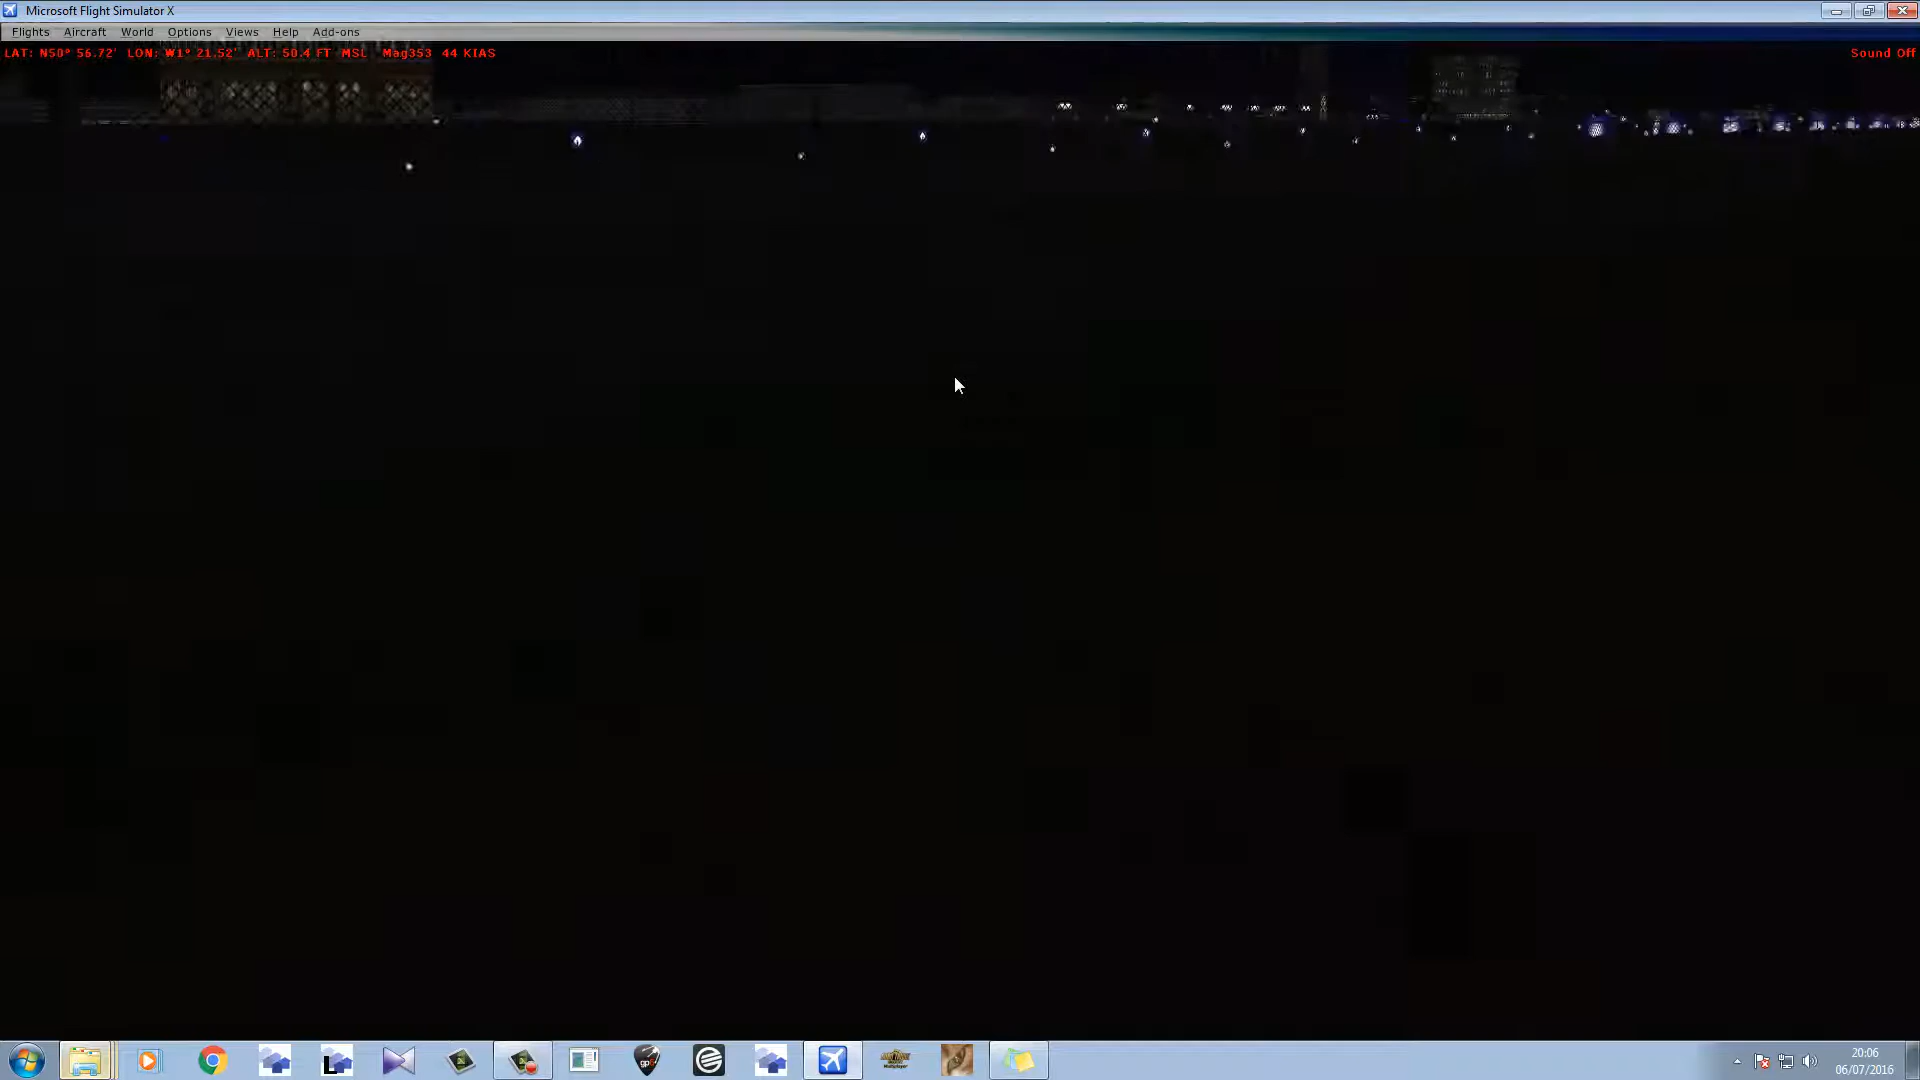 Microsoft Flight Simulator X
Flights Aircraft World Options Views Help Add-ons
LAT: N50° 56.72' LON: W1° 21.52' ALT: 50.4 FT MSL Mag353 44 KIAS
Sound Off
20:06
06/07/2016